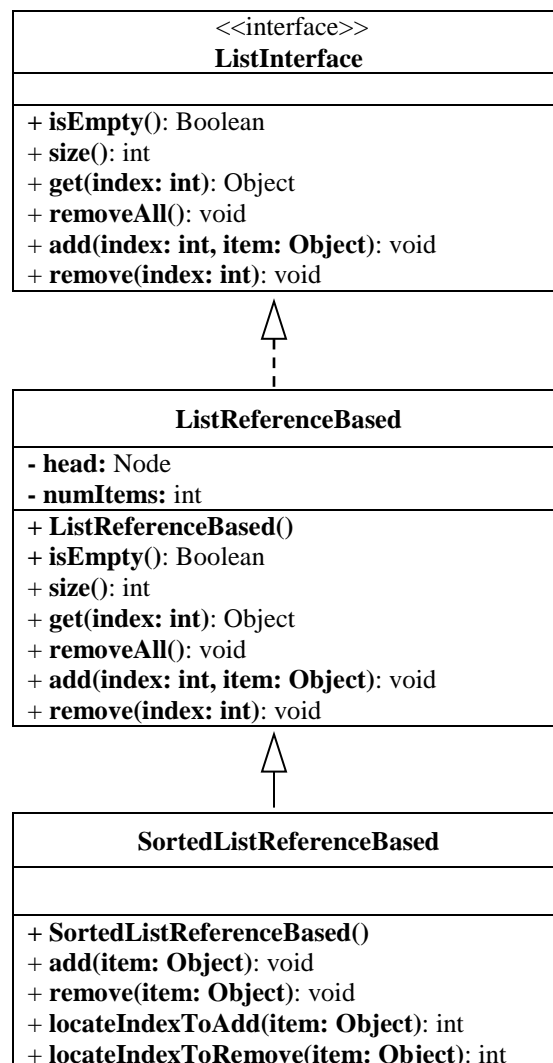 <<interface>>
ListInterface
+ isEmpty(): Boolean
+ size(): int
+ get(index: int): Object
+ removeAll(): void
+ add(index: int, item: Object): void
+ remove(index: int): void
ListReferenceBased
- head: Node
- numItems: int
+ ListReferenceBased()
+ isEmpty(): Boolean
+ size(): int
+ get(index: int): Object
+ removeAll(): void
+ add(index: int, item: Object): void
+ remove(index: int): void
SortedListReferenceBased
+ SortedListReferenceBased()
+ add(item: Object): void
+ remove(item: Object): void
+ locateIndexToAdd(item: Object): int
+ locateIndexToRemove(item: Object): int